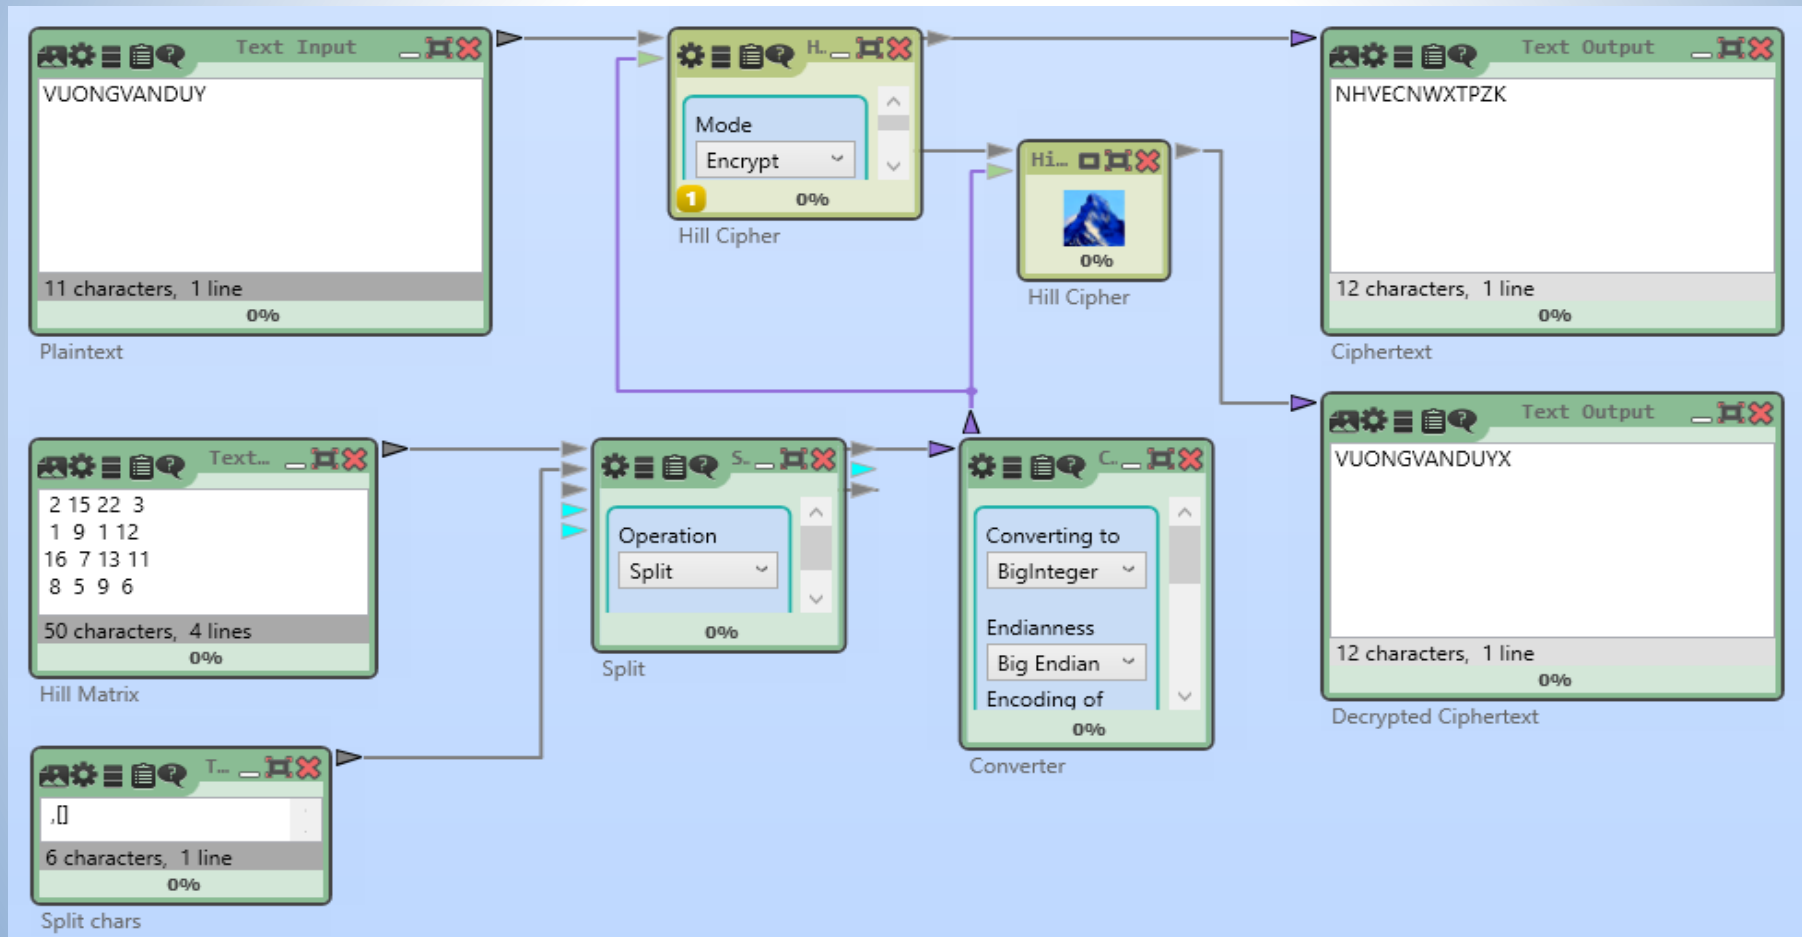 Text Input
VUONGVANDUY
11 characters, 1 line
0%
Plaintext
H..
Mode
Encrypt
1
0%
Hill Cipher
Hi...
0%
Hill Cipher
Text Output
NHVECNWXTPZK
12 characters, 1 line
0%
Ciphertext
Text...
2 15 22 3
1 9 1 12
16 7 13 11
8 5 9 6
50 characters, 4 lines
0%
Hill Matrix
S..
Operation
Split
0%
Split
C..
Converting to
BigInteger
Endianness
Big Endian
Encoding of
0%
Converter
Text Output
VUONGVANDUYX
12 characters, 1 line
0%
Decrypted Ciphertext
T...
,[]
6 characters, 1 line
0%
Split chars